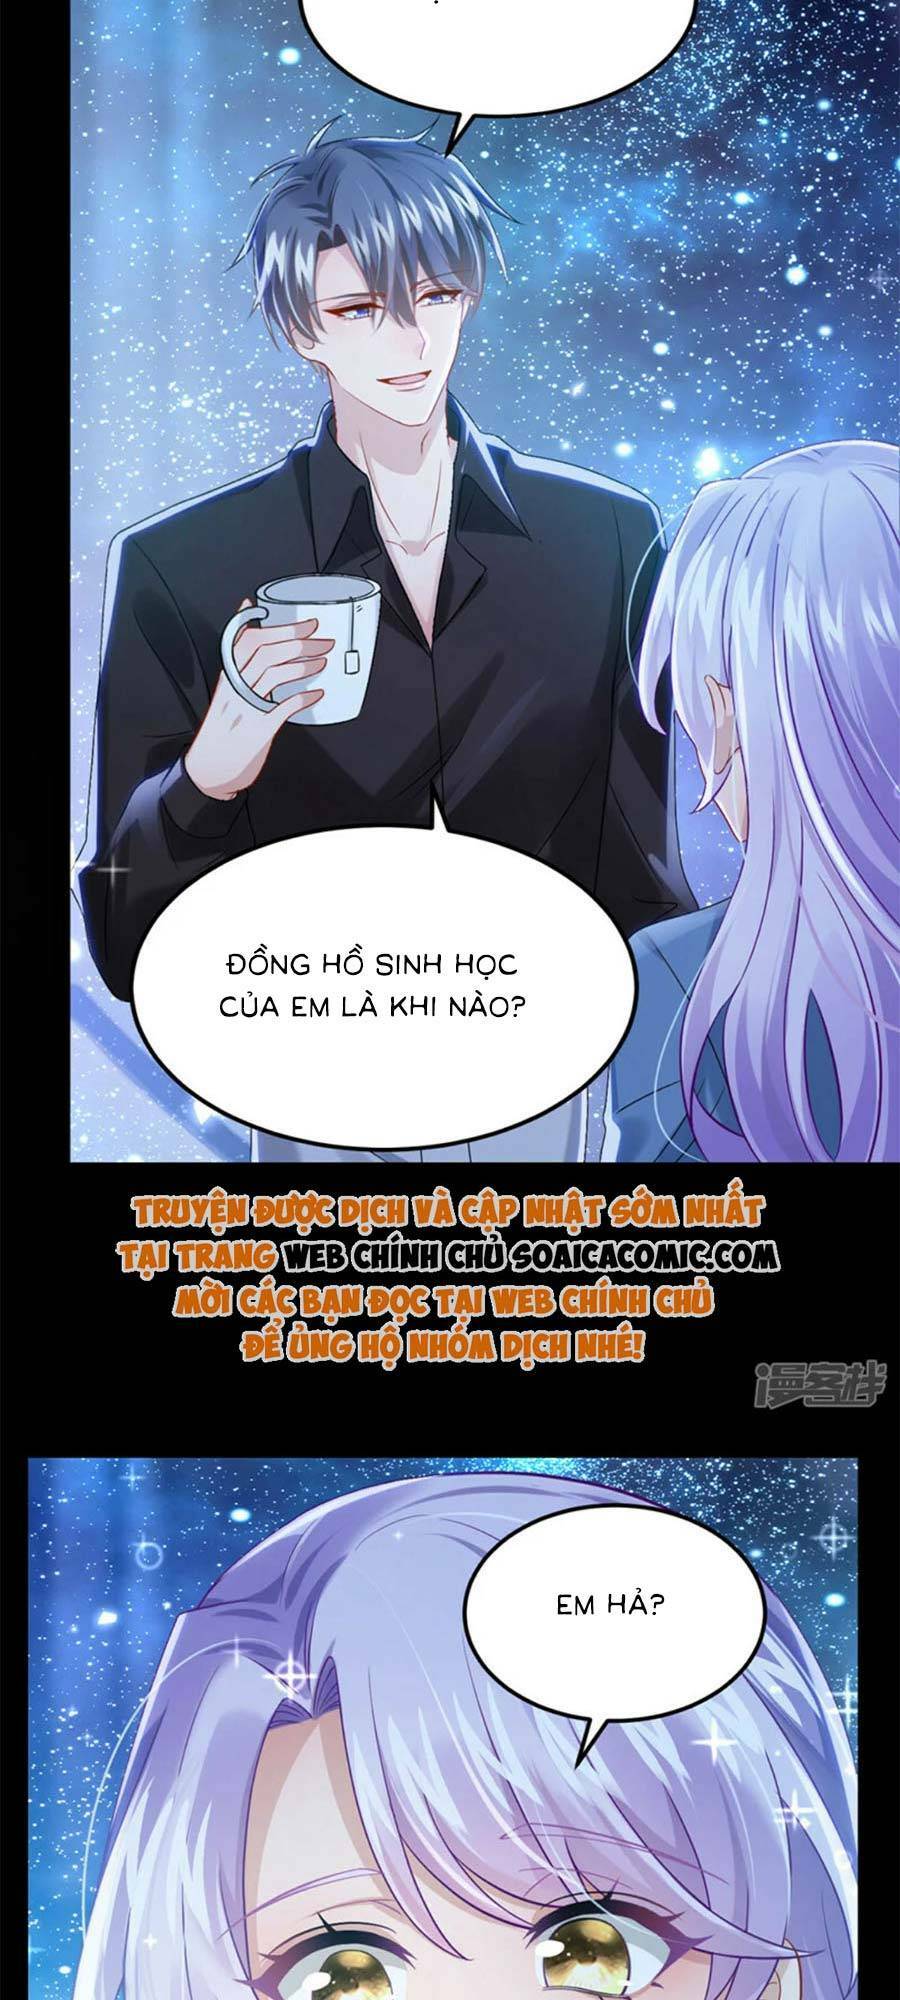 ĐỒNG HỒ SINH HỌC
CỦA EM LÀ KHI NÀO?
TRUYỆN ĐƯỢC DỊCH VÀ CẬP NHẬT SỚM NHẤT
TẠI TRANG WEB CHÍNH CHỦ SOAICACOMIC.COM
MỜI CÁC BẠN ĐỌC TẠI WEB CHÍNH CHỦ
ĐỂ ỦNG HỘ NHÓM DỊCH NHÉ!
漫客栈
EM HẢ?